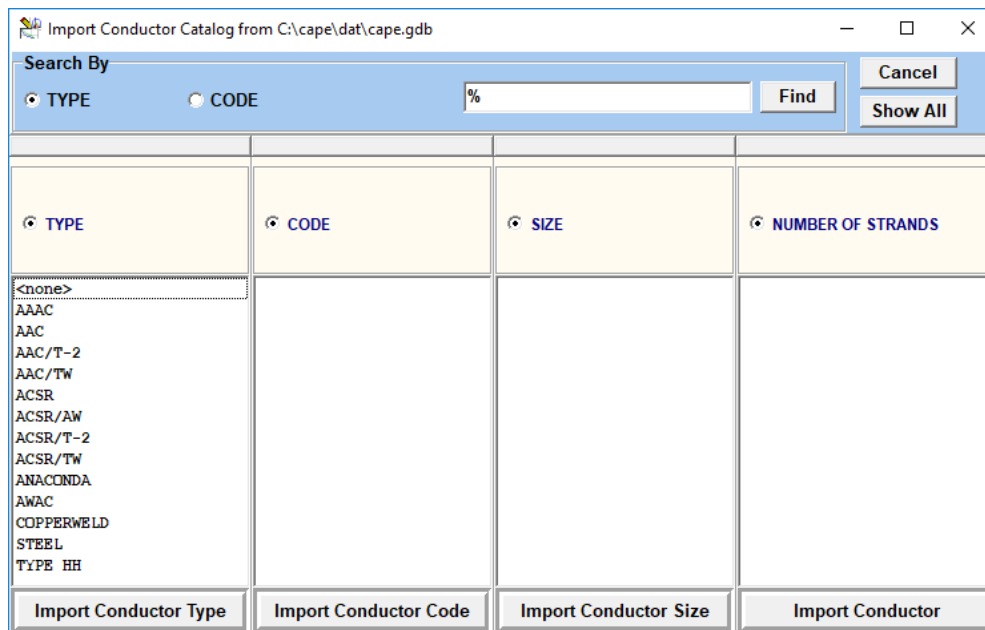 Import Conductor Catalog from C:\cape\dat\cape.gdb
Search By
TYPE CODE % Find
Cancel
Show All
TYPE CODE SIZE NUMBER OF STRANDS
<none>
AAAC
AAC
AAC/T-2
AAC/TW
ACSR
ACSR/AW
ACSR/T-2
ACSR/TW
ANACONDA
AWAC
COPPERWELD
STEEL
TYPE HH
Import Conductor Type Import Conductor Code Import Conductor Size Import Conductor